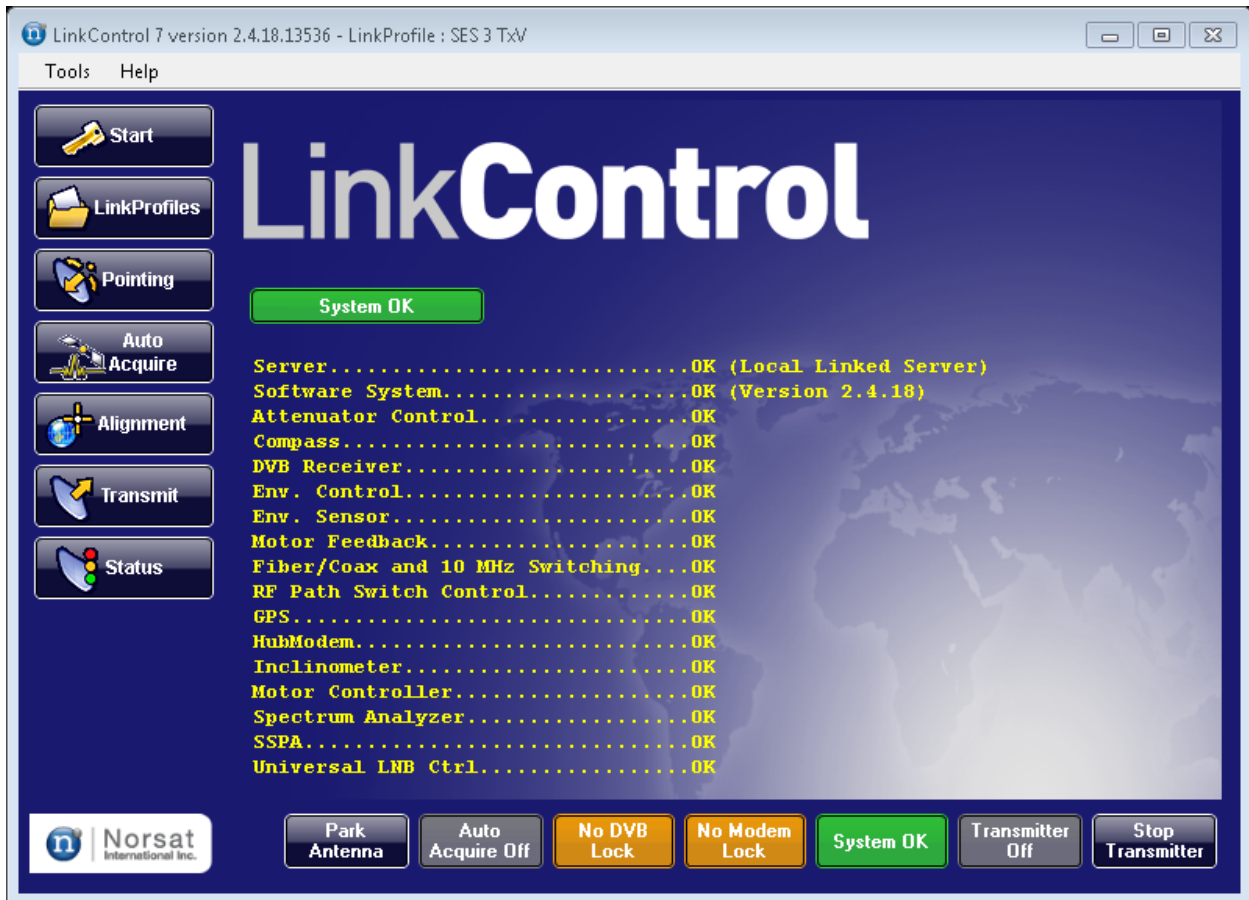 LinkControl 7 version 2.4.18.13536 - LinkProfile : SES 3 TxV
Tools Help
Start
LinkProfiles
Pointing
Auto
Acquire
Alignment
Transmit
Status
LinkControl
System OK
Server.............................OK (Local Linked Server)
Software System....................OK (Version 2.4.18)
Attenuator Control.................OK
Compass............................OK
DVB Receiver.......................OK
Env. Control.......................OK
Env. Sensor........................OK
Motor Feedback.....................OK
Fiber/Coax and 10 MHz Switching....OK
RF Path Switch Control.............OK
GPS................................OK
HubModem...........................OK
Inclinometer.......................OK
Motor Controller...................OK
Spectrum Analyzer..................OK
SSPA...............................OK
Universal LNB Ctrl.................OK
n Norsat
International Inc.
Park
Antenna
Auto
Acquire Off
No DVB
Lock
No Modem
Lock
System OK
Transmitter
Off
Stop
Transmitter